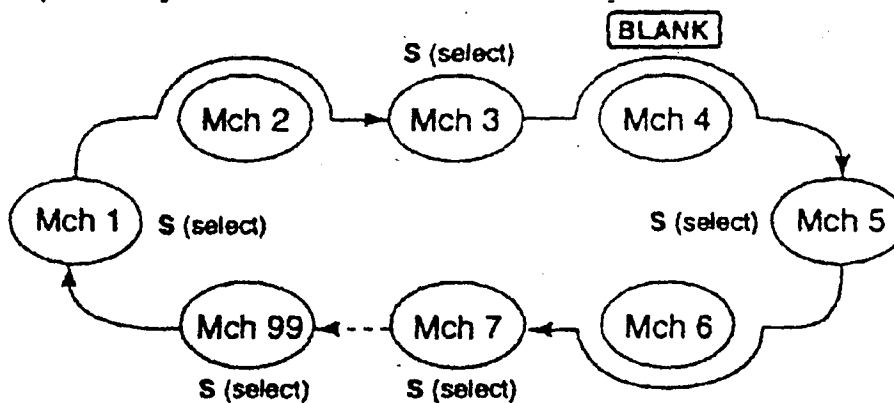 BLANK
S (select)
Mch 2
Mch 3
Mch 4
Mch 1
S (select)
S (select)
Mch 5
Mch 99
Mch 7
Mch 6
S (select)
S (select)